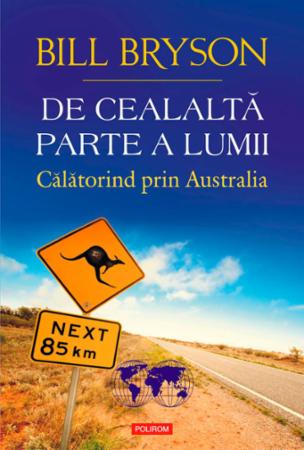 BILL BRYSON
DE CEALALTĂ
PARTE A LUMII
Călătorind prin Australia
NEXT
85 km
POLIROM